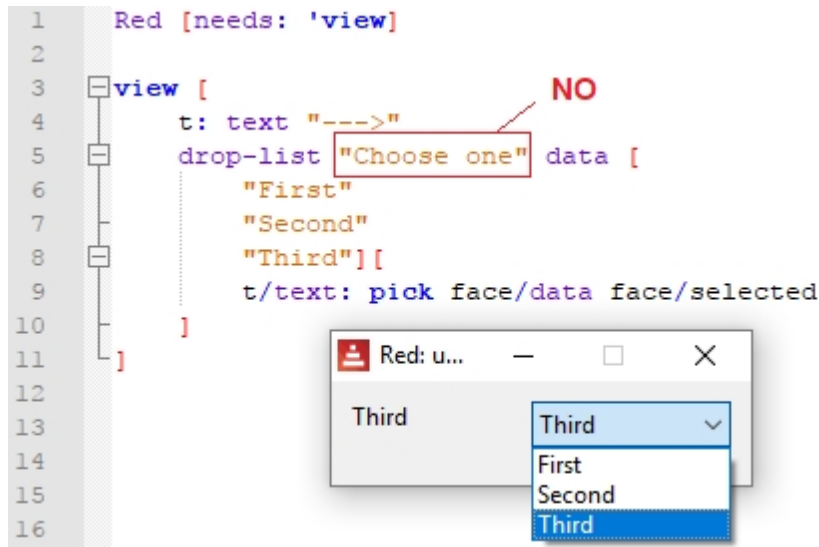 1 Red [needs: 'view]
2
3 view [
NO
4 t: text "--->"
5 drop-list "Choose one" data [
6 "First"
7 "Second"
8 "Third"][
9 t/text: pick face/data face/selected
10 ]
11 ]
12
13
14
15
16
Red: u...
Third
Third
First
Second
Third